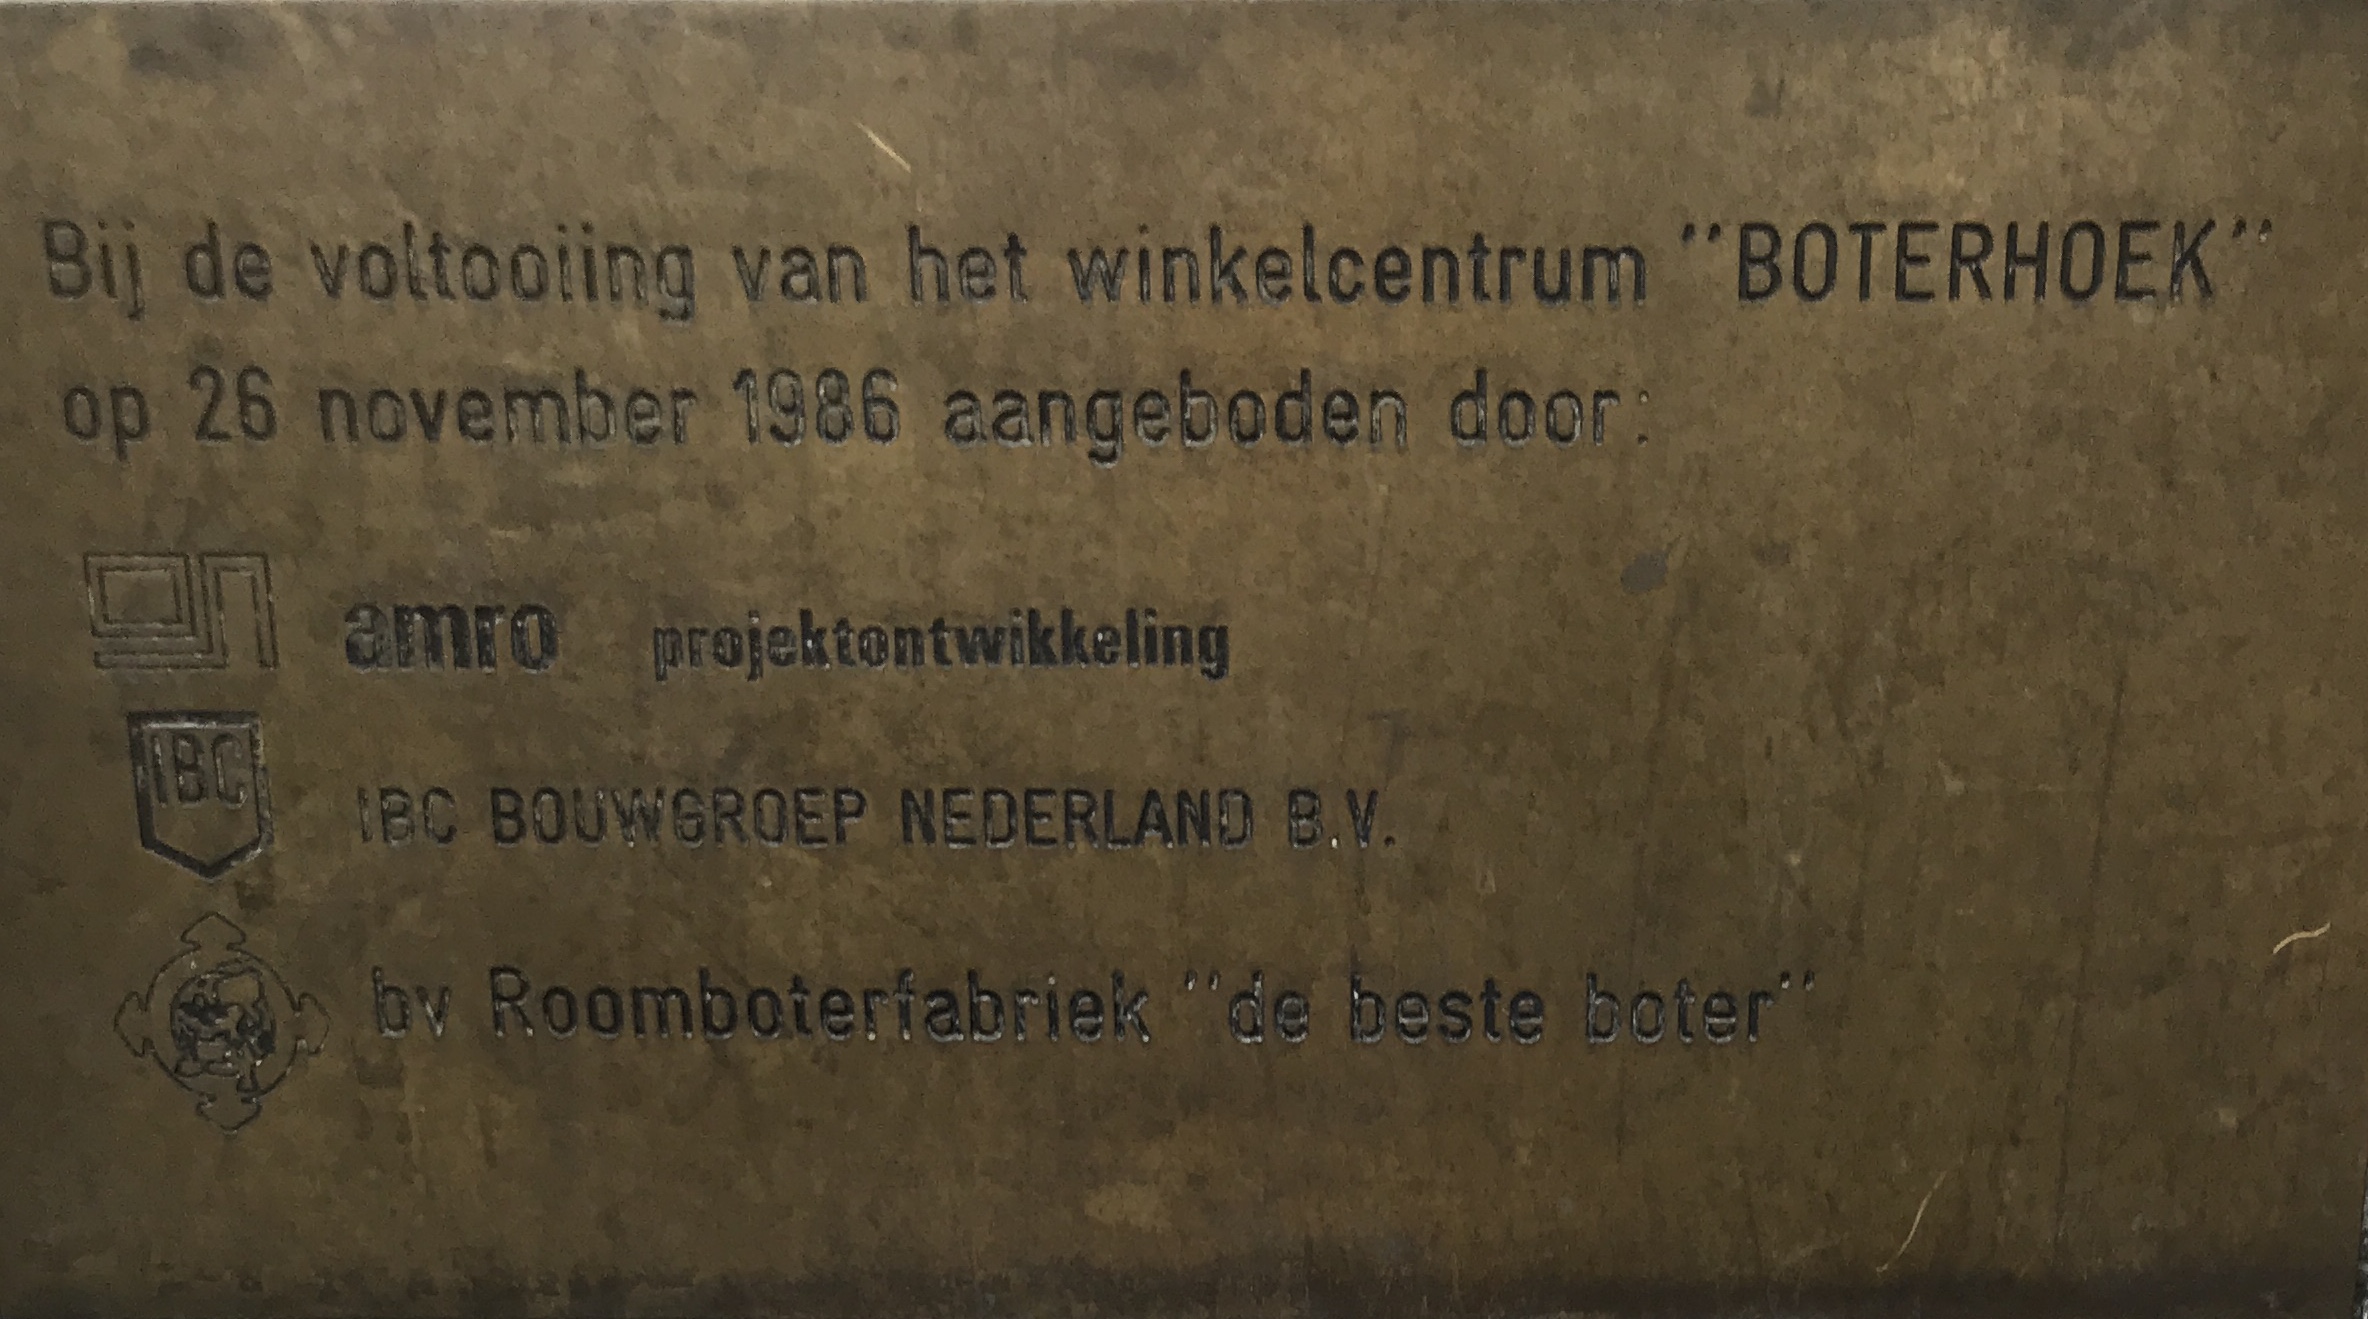 Bij de voltooiing van het winkelcentrum "BOTERHOEK"
op 26 november 1986 aangeboden door:
amro projektontwikkeling
IBC
IBC BOUWGROEP NEDERLAND B.V.
bv Roomboterfabriek "de beste boter"